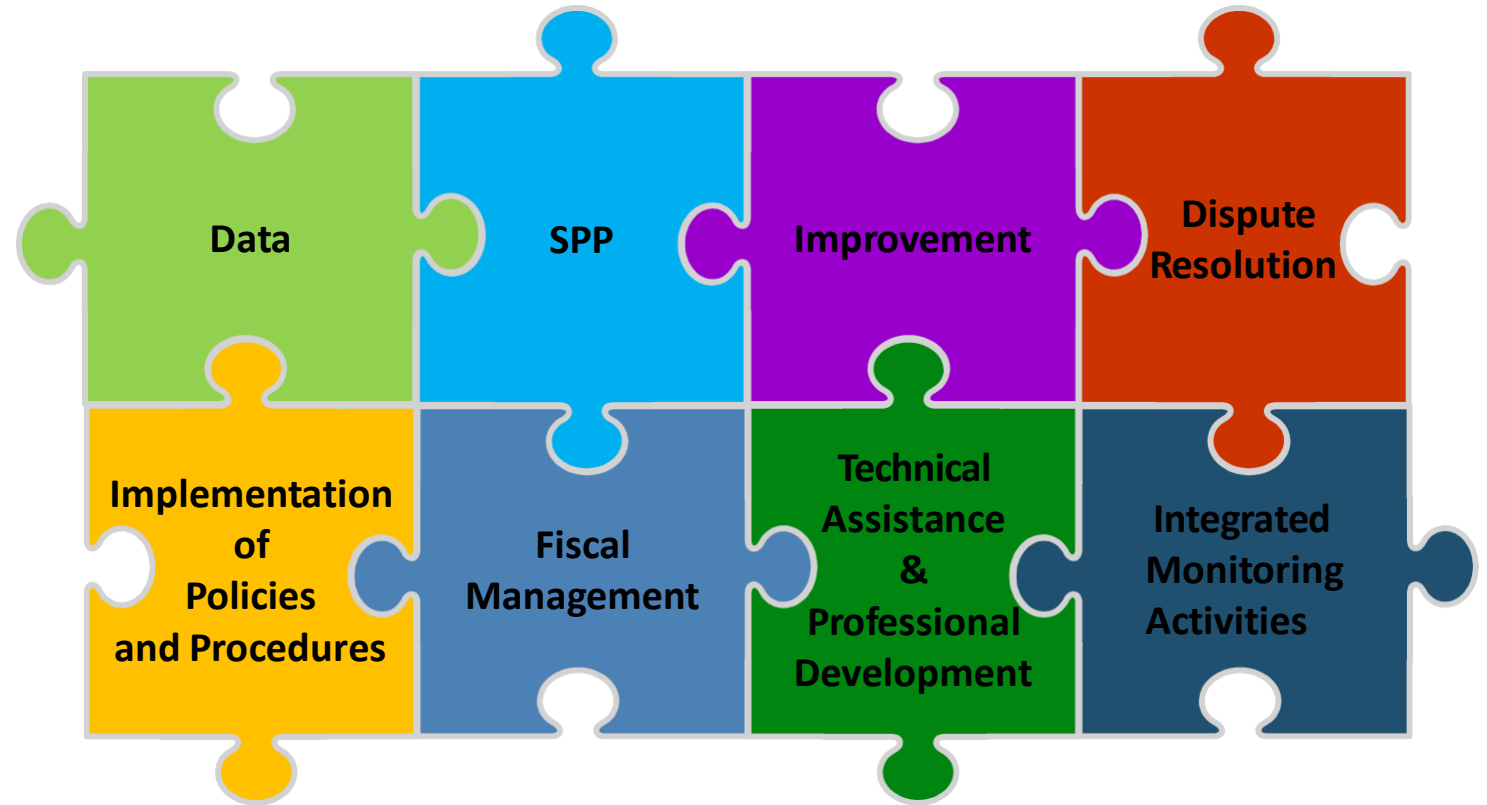 Data
SPP
Improvement
Dispute
Resolution
Implementation
of
Policies
and Procedures
Fiscal
Management
Technical
Assistance
&
Professional
Development
Integrated
Monitoring
Activities